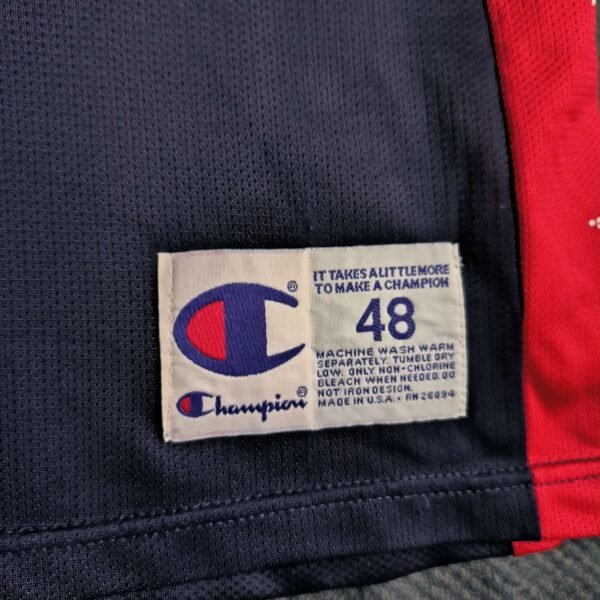 IT TAKES A LITTLE MORE
TO MAKE A CHAMPION
48
MACHINE WASH WARM
SEPARATELY. TUMBLE DRY
LOW. ONLY NON-CHLORINE
BLEACH WHEN NEEDED. DO
NOT IRON DESIGN.
MADE IN U.S.A. • RN 26094
®
Champion®